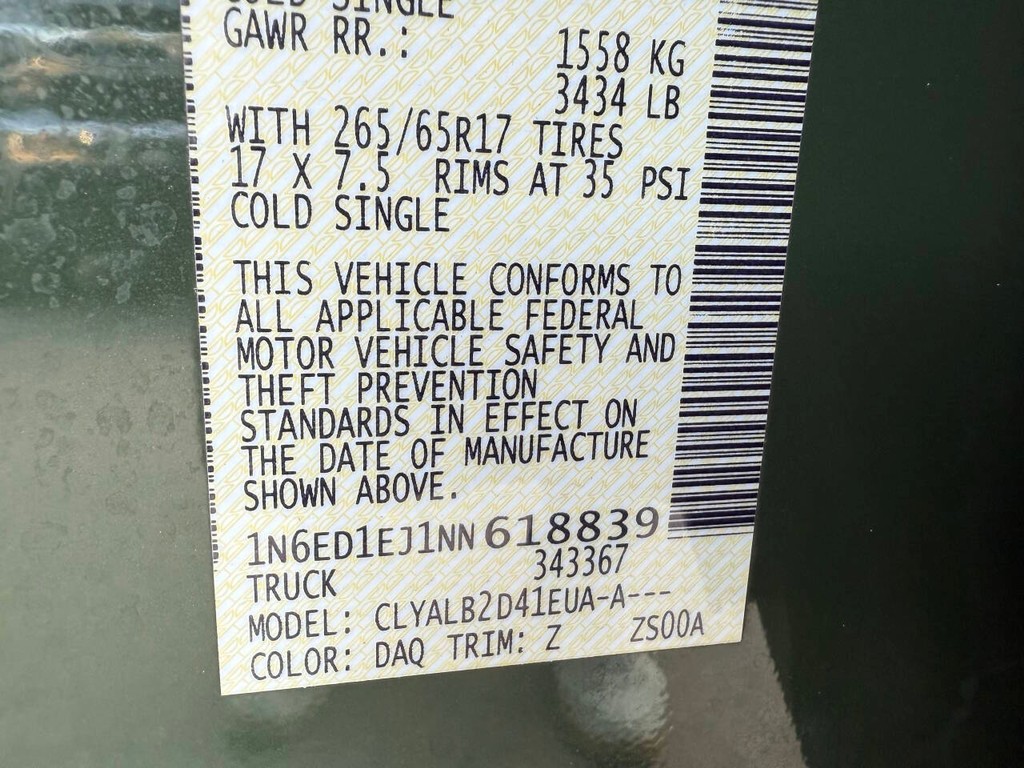 COLD SINGLE
GAWR RR.: 1558 KG
3434 LB
WITH 265/65R17 TIRES
17 X 7.5 RIMS AT 35 PSI
COLD SINGLE
THIS VEHICLE CONFORMS TO
ALL APPLICABLE FEDERAL
MOTOR VEHICLE SAFETY AND
THEFT PREVENTION
STANDARDS IN EFFECT ON
THE DATE OF MANUFACTURE
SHOWN ABOVE.
1N6ED1EJ1NN618839
343367
TRUCK
MODEL: CLYALB2D41EUA-A---
COLOR: DAQ TRIM: Z ZS00A